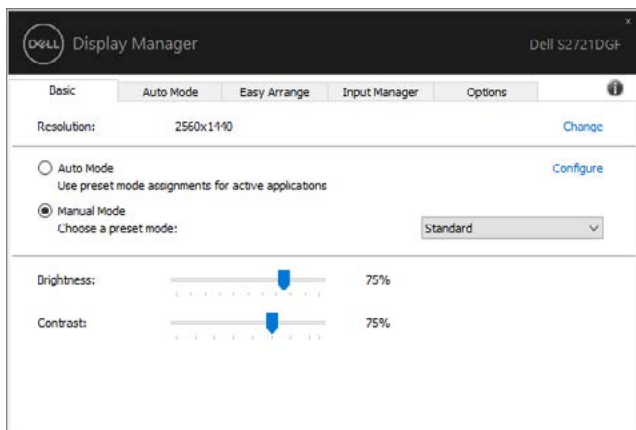 DELL Display Manager
x
Dell S2721DGF
Basic Auto Mode Easy Arrange Input Manager Options
Resolution: 2560x1440 Change
Auto Mode Configure
Use preset mode assignments for active applications
Manual Mode
Choose a preset mode: Standard
Brightness: 75%
Contrast: 75%